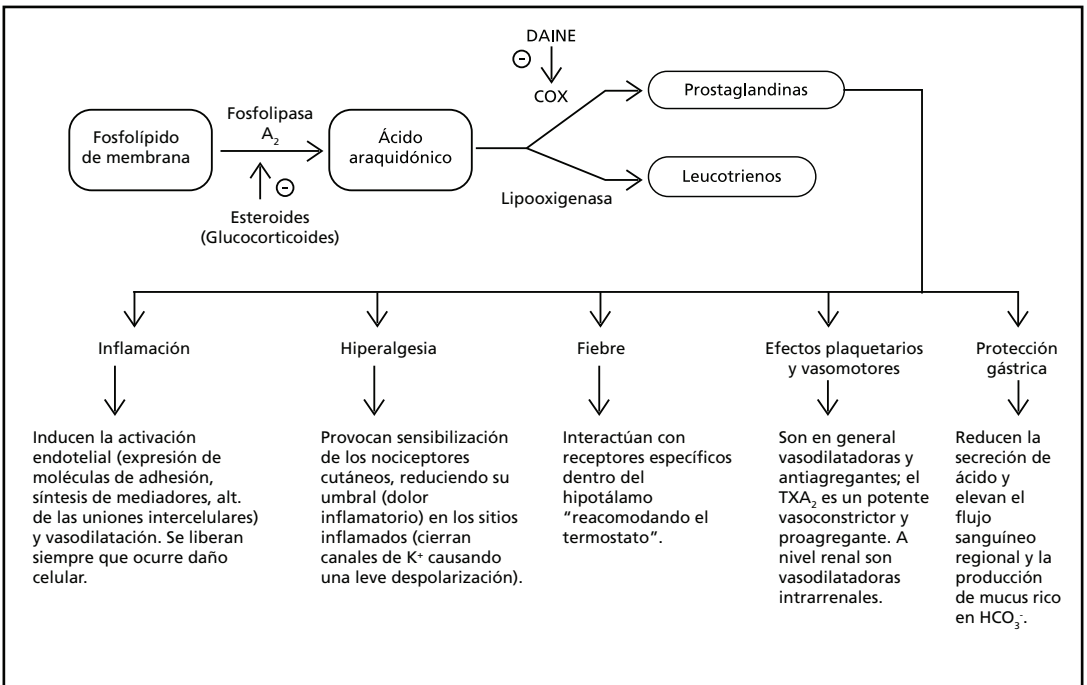 DAINE
⊖
COX
Prostaglandinas
Fosfolípido
de membrana
Fosfolipasa
A₂
Ácido
araquidónico
Leucotrienos
Lipooxigenasa
⊖
Esteroides
(Glucocorticoides)
Inflamación
Hiperalgesia
Fiebre
Efectos plaquetarios
y vasomotores
Protección
gástrica
Inducen la activación
endotelial (expresión de
moléculas de adhesión,
síntesis de mediadores, alt.
de las uniones intercelulares)
y vasodilatación. Se liberan
siempre que ocurre daño
celular.
Provocan sensibilización
de los nociceptores
cutáneos, reduciendo su
umbral (dolor
inflamatorio) en los sitios
inflamados (cierran
canales de K⁺ causando
una leve despolarización).
Interactúan con
receptores específicos
dentro del
hipotálamo
“reacomodando el
termostato”.
Son en general
vasodilatadoras y
antiagregantes; el
TXA₂ es un potente
vasoconstrictor y
proagregante. A
nivel renal son
vasodilatadoras
intrarrenales.
Reducen la
secreción de
ácido y
elevan el
flujo
sanguíneo
regional y la
producción
de mucus rico
en HCO₃⁻.